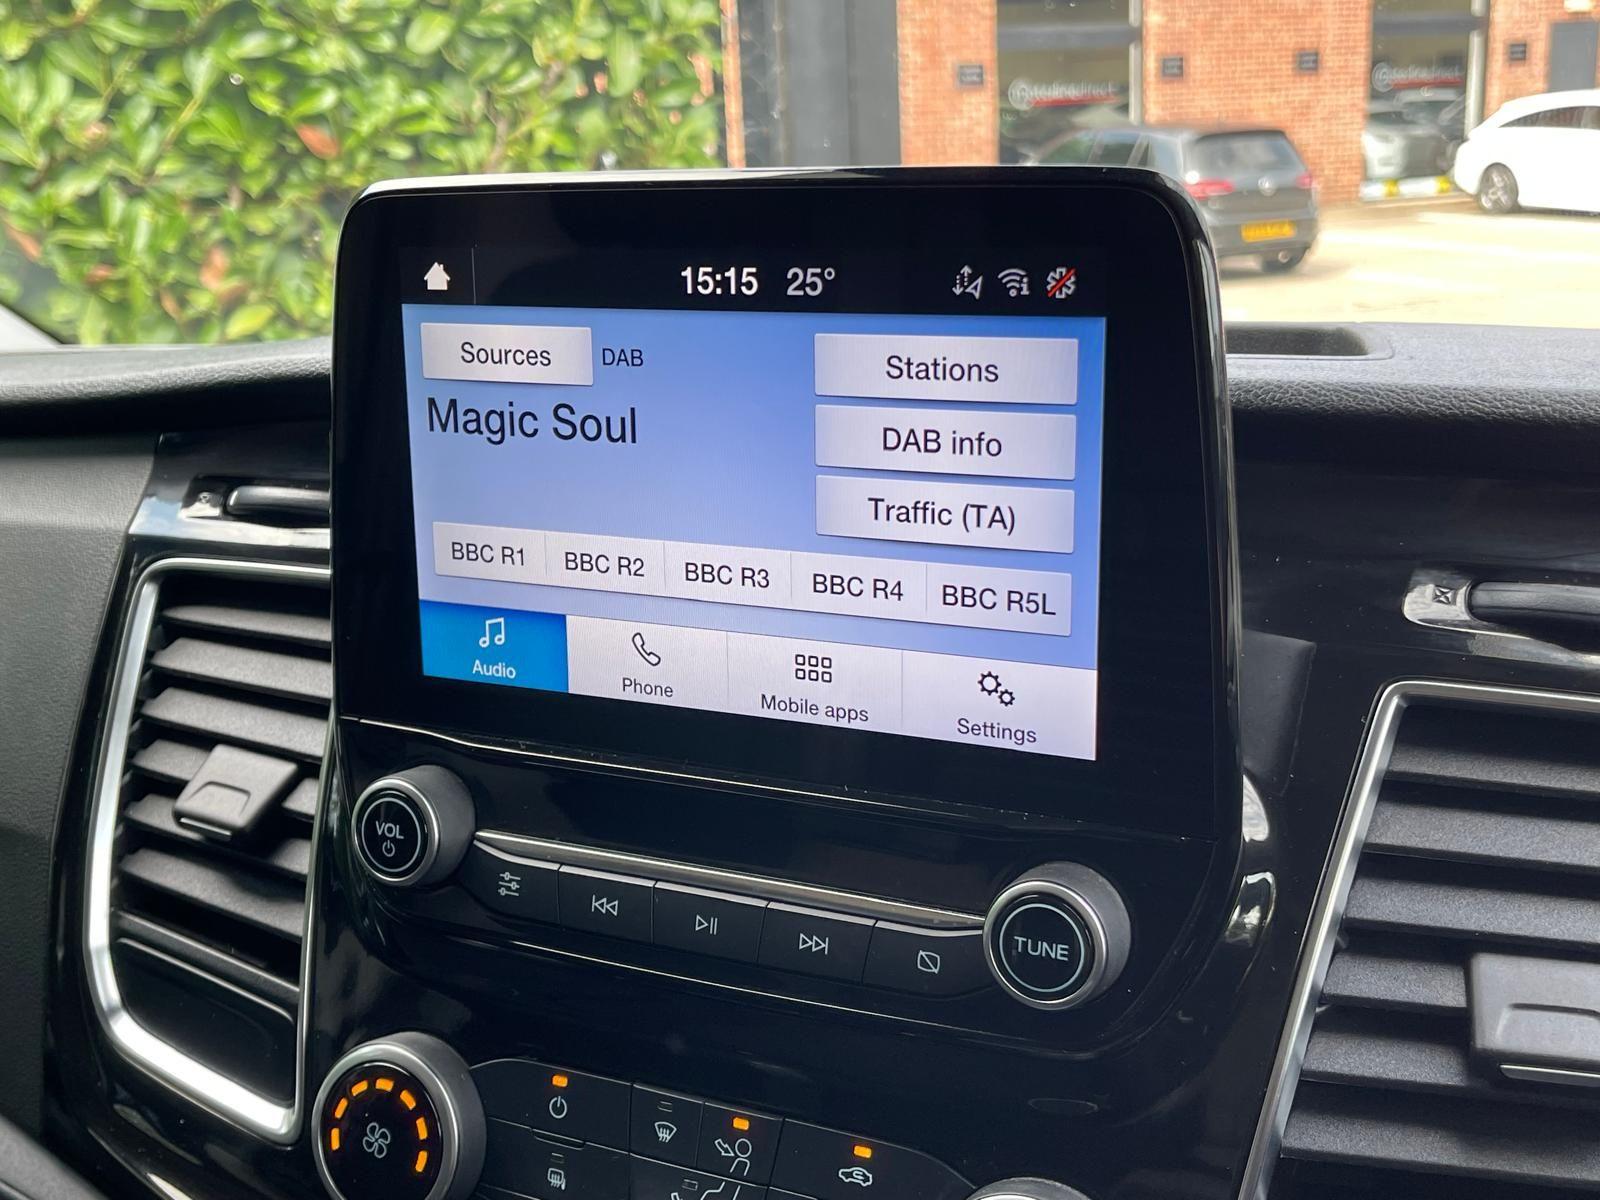 15:15 25°
Sources DAB Stations
Magic Soul
DAB info
Traffic (TA)
BBC R1 BBC R2 BBC R3 BBC R4 BBC R5L
Audio Phone Mobile apps Settings
VOL
TUNE